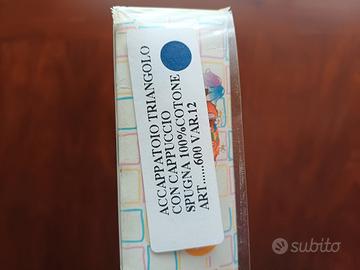 ACCAPPATOIO TRIANGOLO
CON CAPPUCCIO
SPUGNA 100%COTONE
ART......600 VAR.12
subito